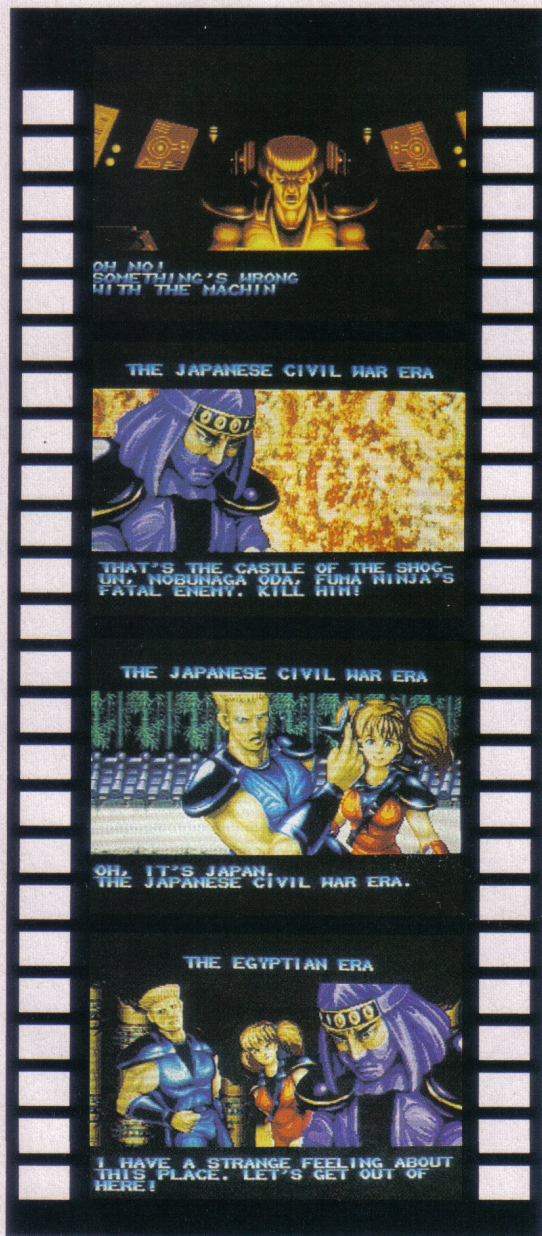 OH NO!
SOMETHING'S WRONG
WITH THE MACHIN
THE JAPANESE CIVIL WAR ERA
THAT'S THE CASTLE OF THE SHOG-
UN, NOBUNAGA ODA, FUMA NINJA'S
FATAL ENEMY. KILL HIM!
THE JAPANESE CIVIL WAR ERA
OH, IT'S JAPAN.
THE JAPANESE CIVIL WAR ERA.
THE EGYPTIAN ERA
I HAVE A STRANGE FEELING ABOUT
THIS PLACE. LET'S GET OUT OF
HERE!